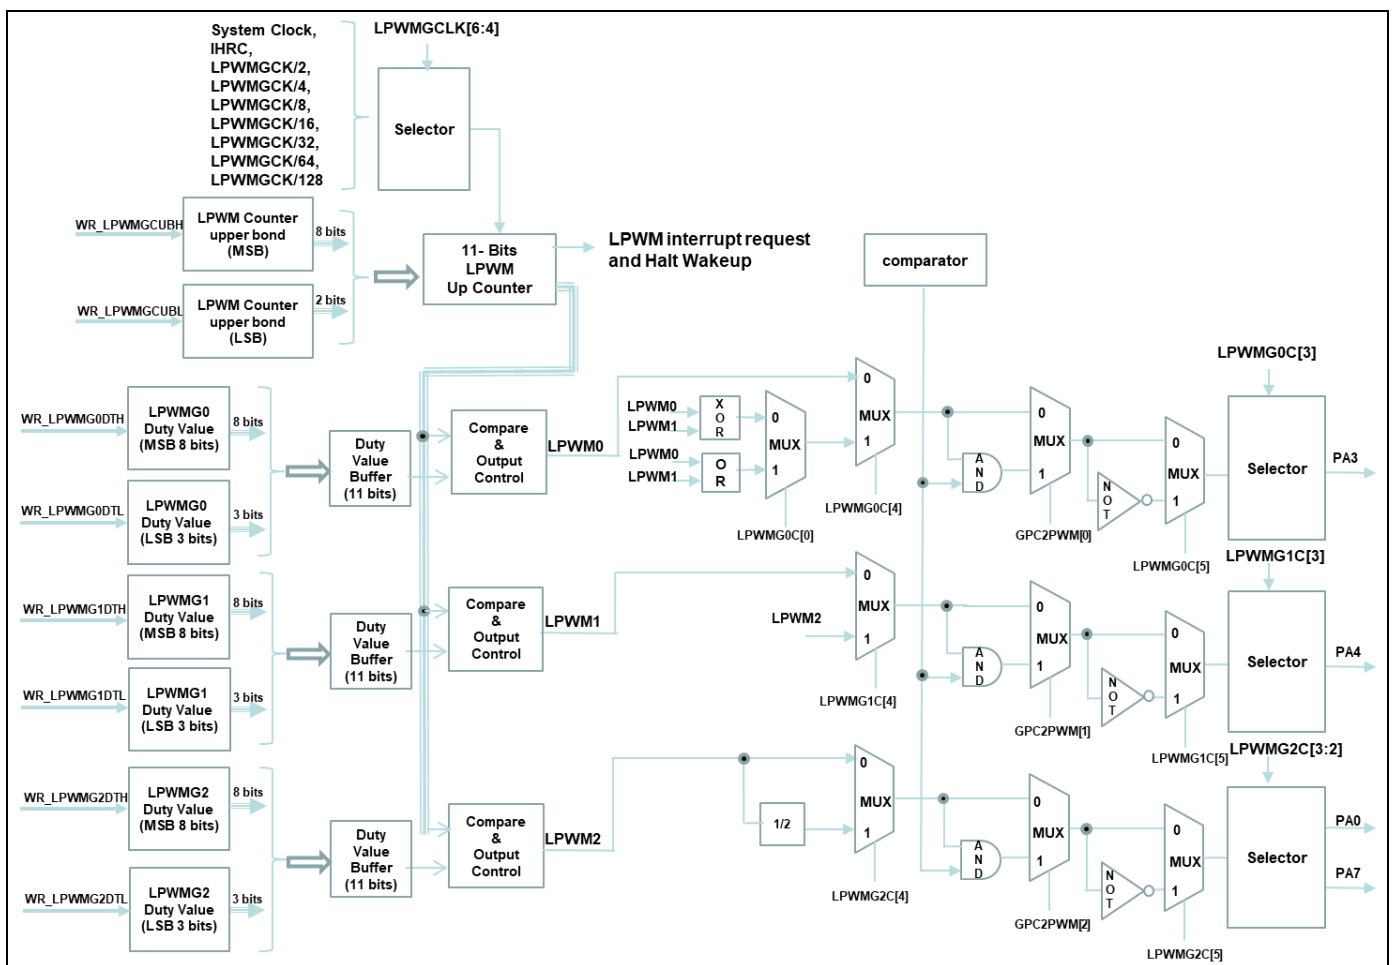 System Clock,
IHRC,
LPWMGCK/2,
LPWMGCK/4,
LPWMGCK/8,
LPWMGCK/16,
LPWMGCK/32,
LPWMGCK/64,
LPWMGCK/128
LPWMGCLK[6:4]
Selector
WR_LPWMGCUBH
LPWM Counter
upper bond
(MSB)
8 bits
WR_LPWMGCUBL
LPWM Counter
upper bond
(LSB)
2 bits
11- Bits
LPWM
Up Counter
LPWM interrupt request
and Halt Wakeup
comparator
WR_LPWMG0DTH
LPWMG0
Duty Value
(MSB 8 bits)
8 bits
WR_LPWMG0DTL
LPWMG0
Duty Value
(LSB 3 bits)
3 bits
Duty
Value
Buffer
(11 bits)
Compare
&
Output
Control
LPWM0
LPWM0
LPWM1
X
O
R
LPWM0
LPWM1
O
R
0
MUX
1
LPWMG0C[0]
0
MUX
1
LPWMG0C[4]
A
N
D
0
MUX
1
GPC2PWM[0]
N
O
T
0
MUX
1
LPWMG0C[5]
LPWMG0C[3]
Selector
PA3
WR_LPWMG1DTH
LPWMG1
Duty Value
(MSB 8 bits)
8 bits
WR_LPWMG1DTL
LPWMG1
Duty Value
(LSB 3 bits)
3 bits
Duty
Value
Buffer
(11 bits)
Compare
&
Output
Control
LPWM1
LPWM2
0
MUX
1
LPWMG1C[4]
A
N
D
0
MUX
1
GPC2PWM[1]
N
O
T
0
MUX
1
LPWMG1C[5]
LPWMG1C[3]
Selector
PA4
WR_LPWMG2DTH
LPWMG2
Duty Value
(MSB 8 bits)
8 bits
WR_LPWMG2DTL
LPWMG2
Duty Value
(LSB 3 bits)
3 bits
Duty
Value
Buffer
(11 bits)
Compare
&
Output
Control
LPWM2
1/2
0
MUX
1
LPWMG2C[4]
A
N
D
0
MUX
1
GPC2PWM[2]
N
O
T
0
MUX
1
LPWMG2C[5]
LPWMG2C[3:2]
Selector
PA0
PA7